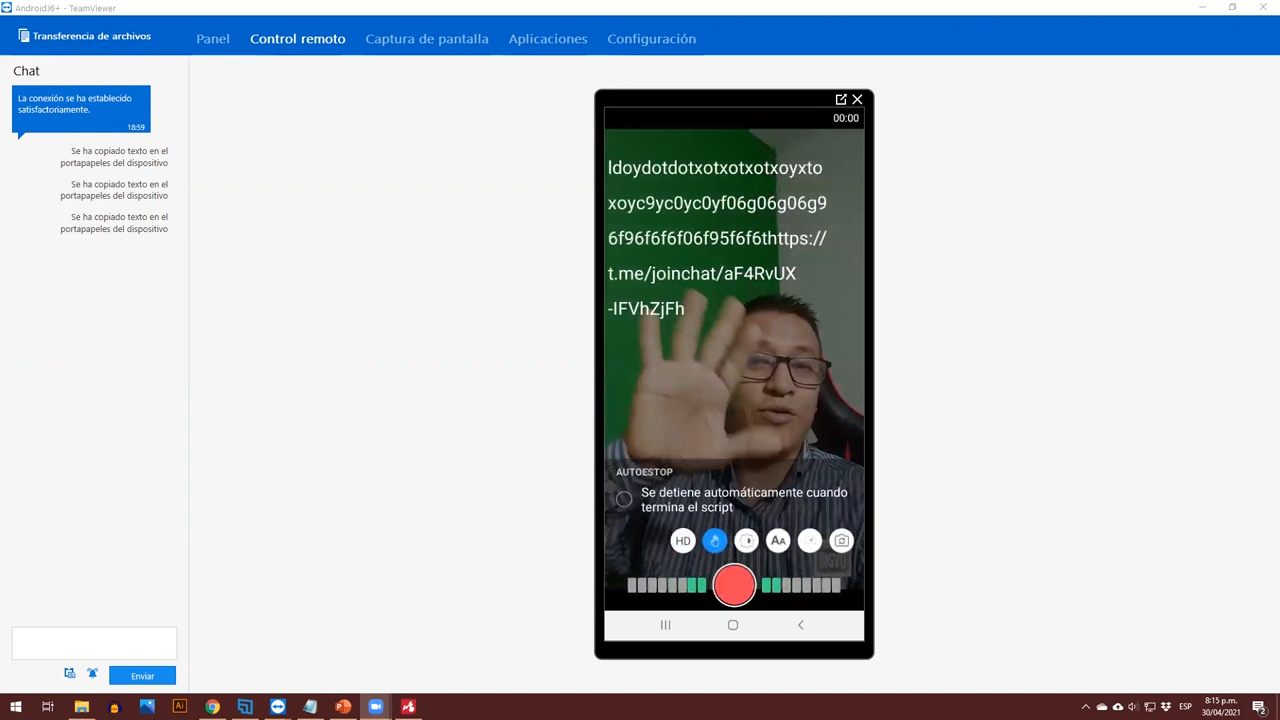 AndroidJ6+ - TeamViewer
Transferencia de archivos
Panel
Control remoto
Captura de pantalla
Aplicaciones
Configuración
Chat
La conexión se ha establecido
satisfactoriamente.
18:59
Se ha copiado texto en el
portapapeles del dispositivo
Se ha copiado texto en el
portapapeles del dispositivo
Se ha copiado texto en el
portapapeles del dispositivo
00:00
ldoydotdotxotxotxotxoyxto
xoyc9yc0yc0yf06g06g06g9
6f96f6f6f06f95f6f6thttps://
t.me/joinchat/aF4RvUX
-IFVhZjFh
AUTOESTOP
Se detiene automáticamente cuando
termina el script
HD
AA
BIGVU
Enviar
Ai
ESP
8:15 p.m.
30/04/2021
2